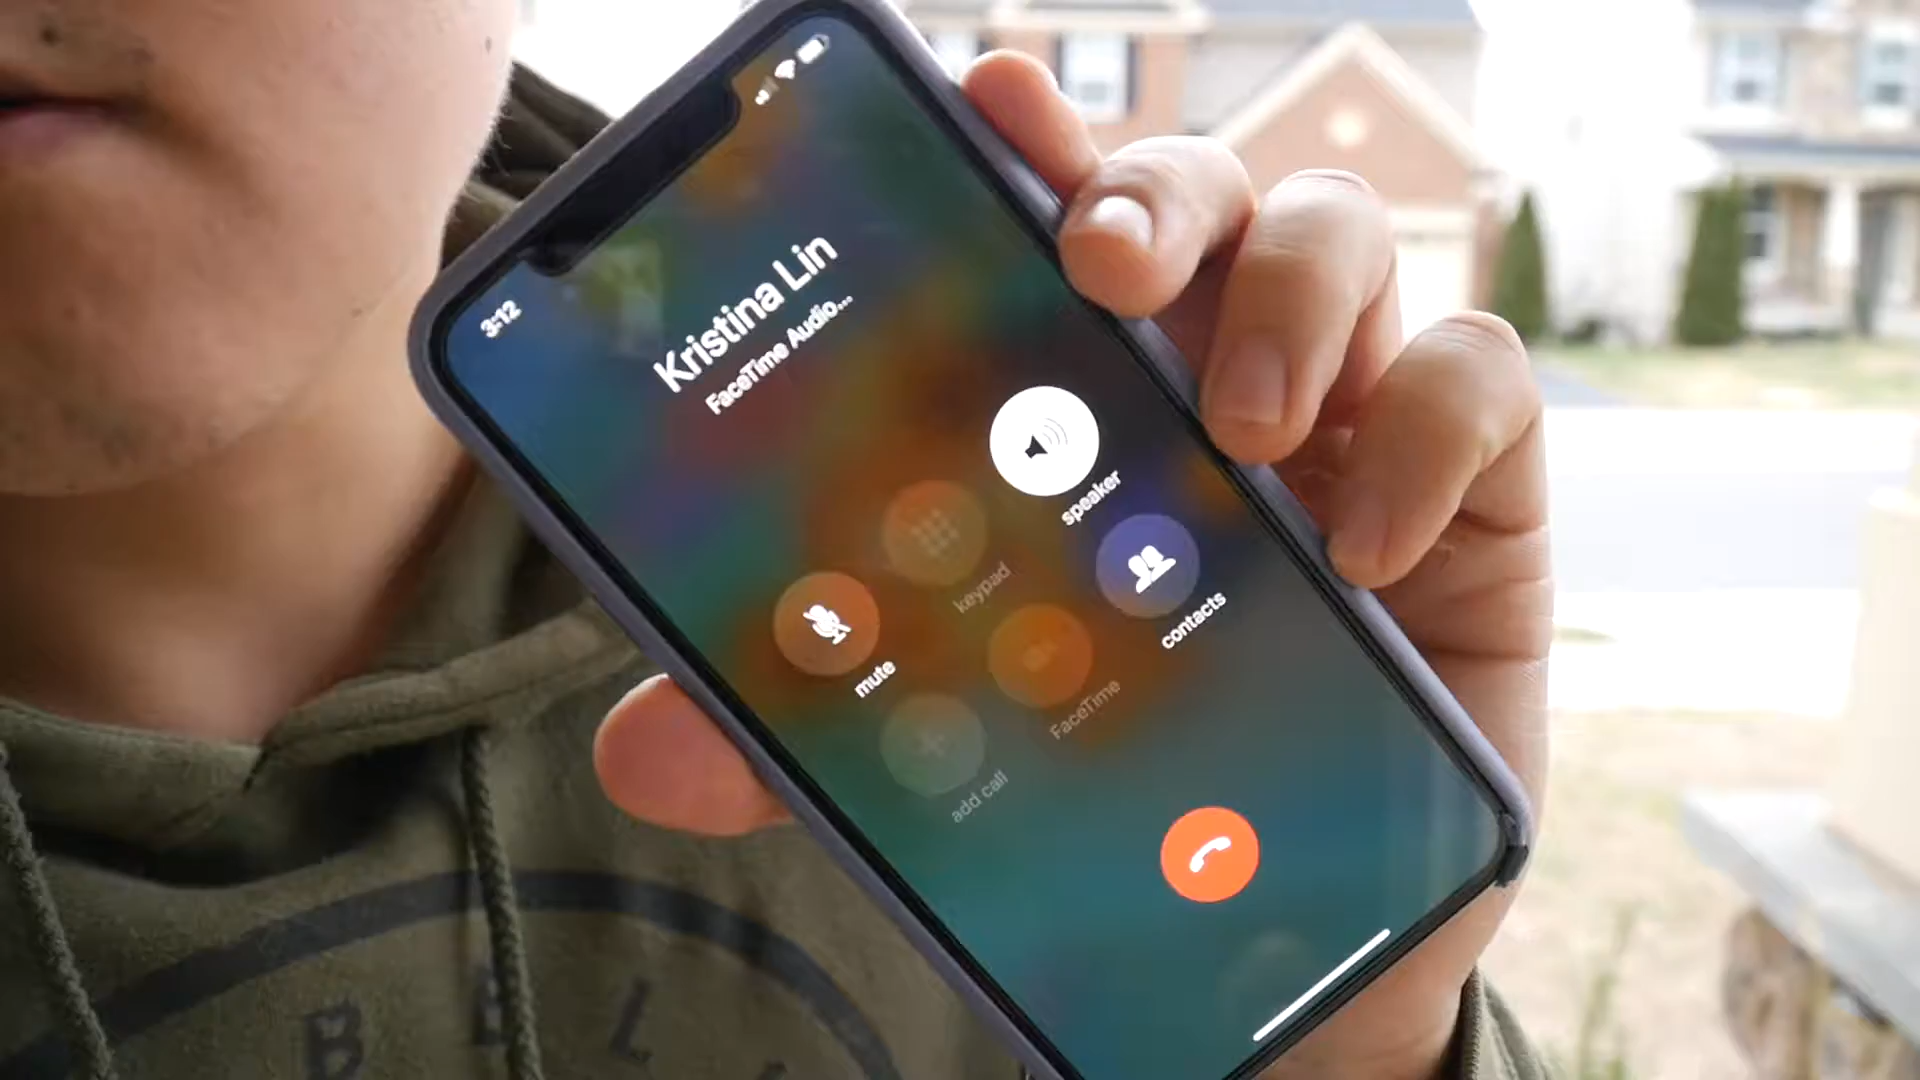 3:12
Kristina Lin
FaceTime Audio...
mute
keypad
speaker
add call
FaceTime
contacts